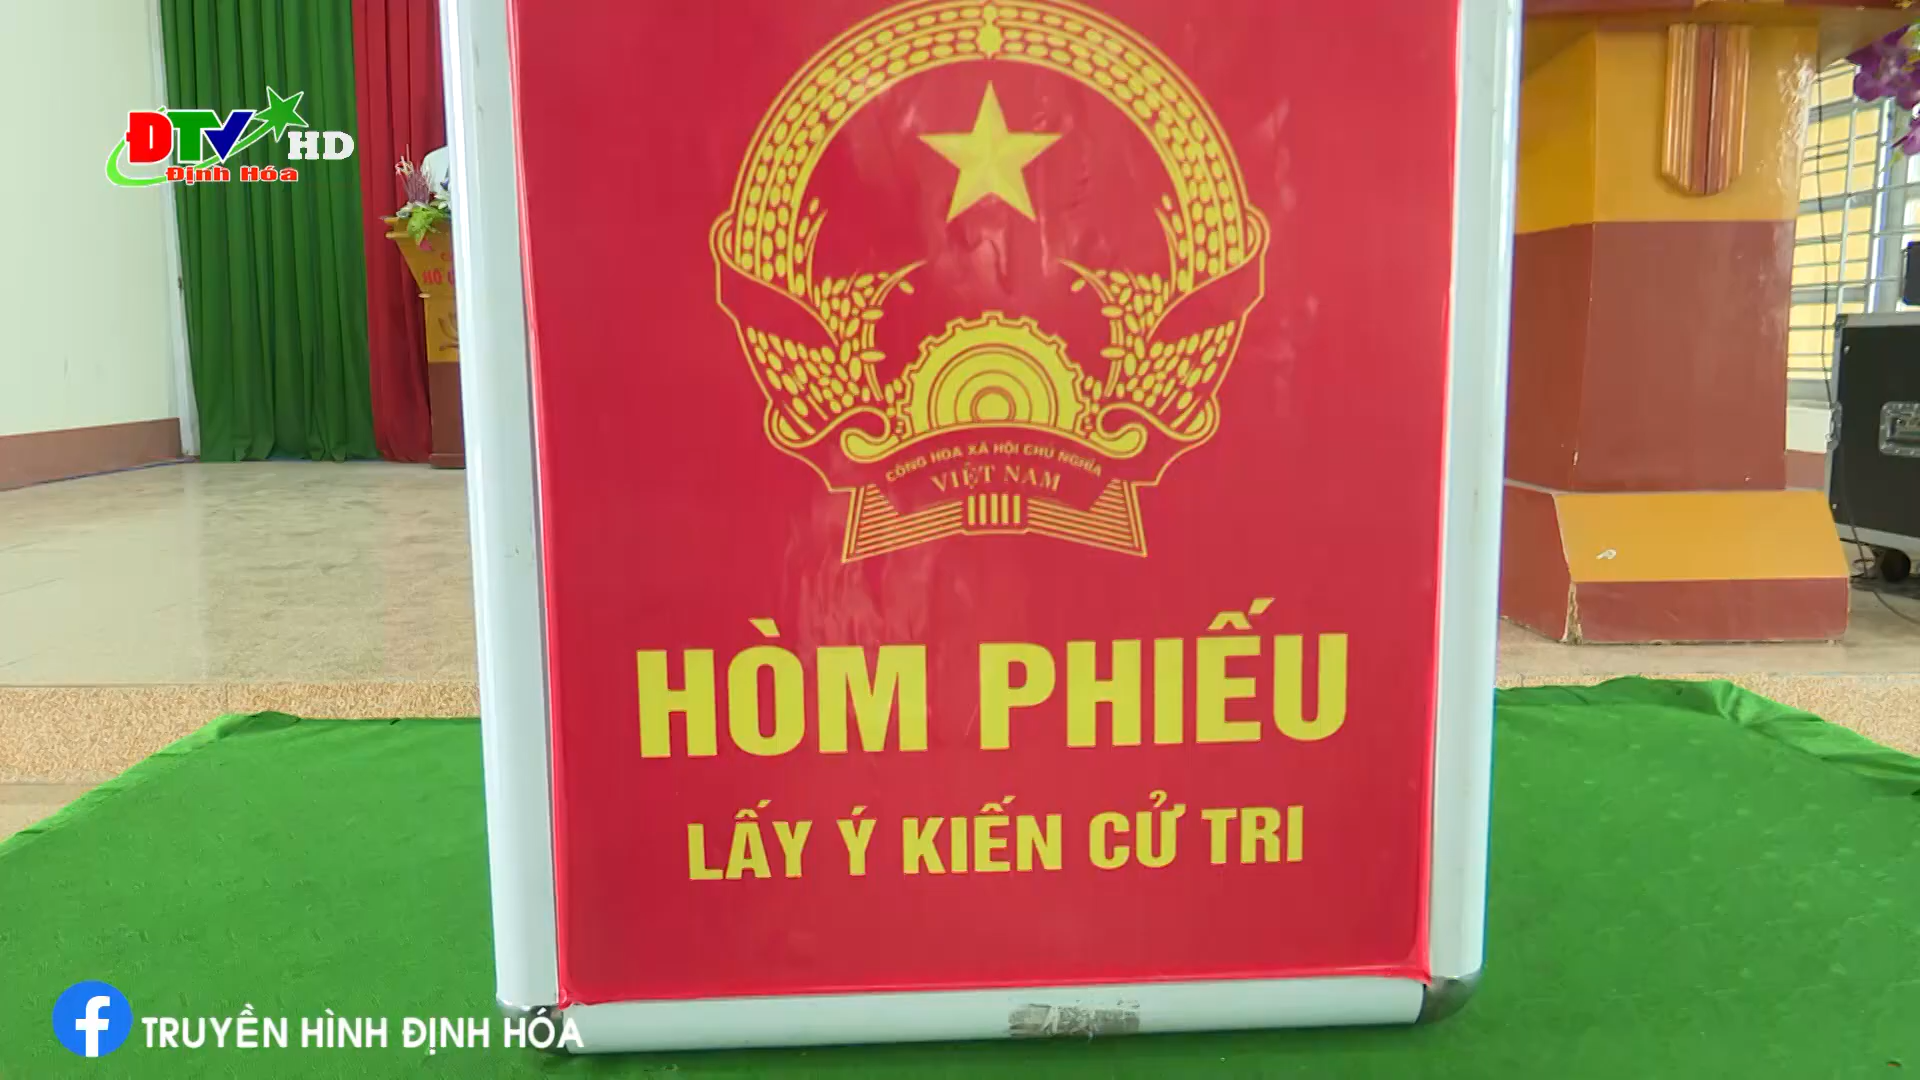 ĐTV HD
Định Hóa
CỘNG HÒA XÃ HỘI CHỦ NGHĨA
VIỆT NAM
HÒM PHIẾU
LẤY Ý KIẾN CỬ TRI
TRUYỀN HÌNH ĐỊNH HÓA